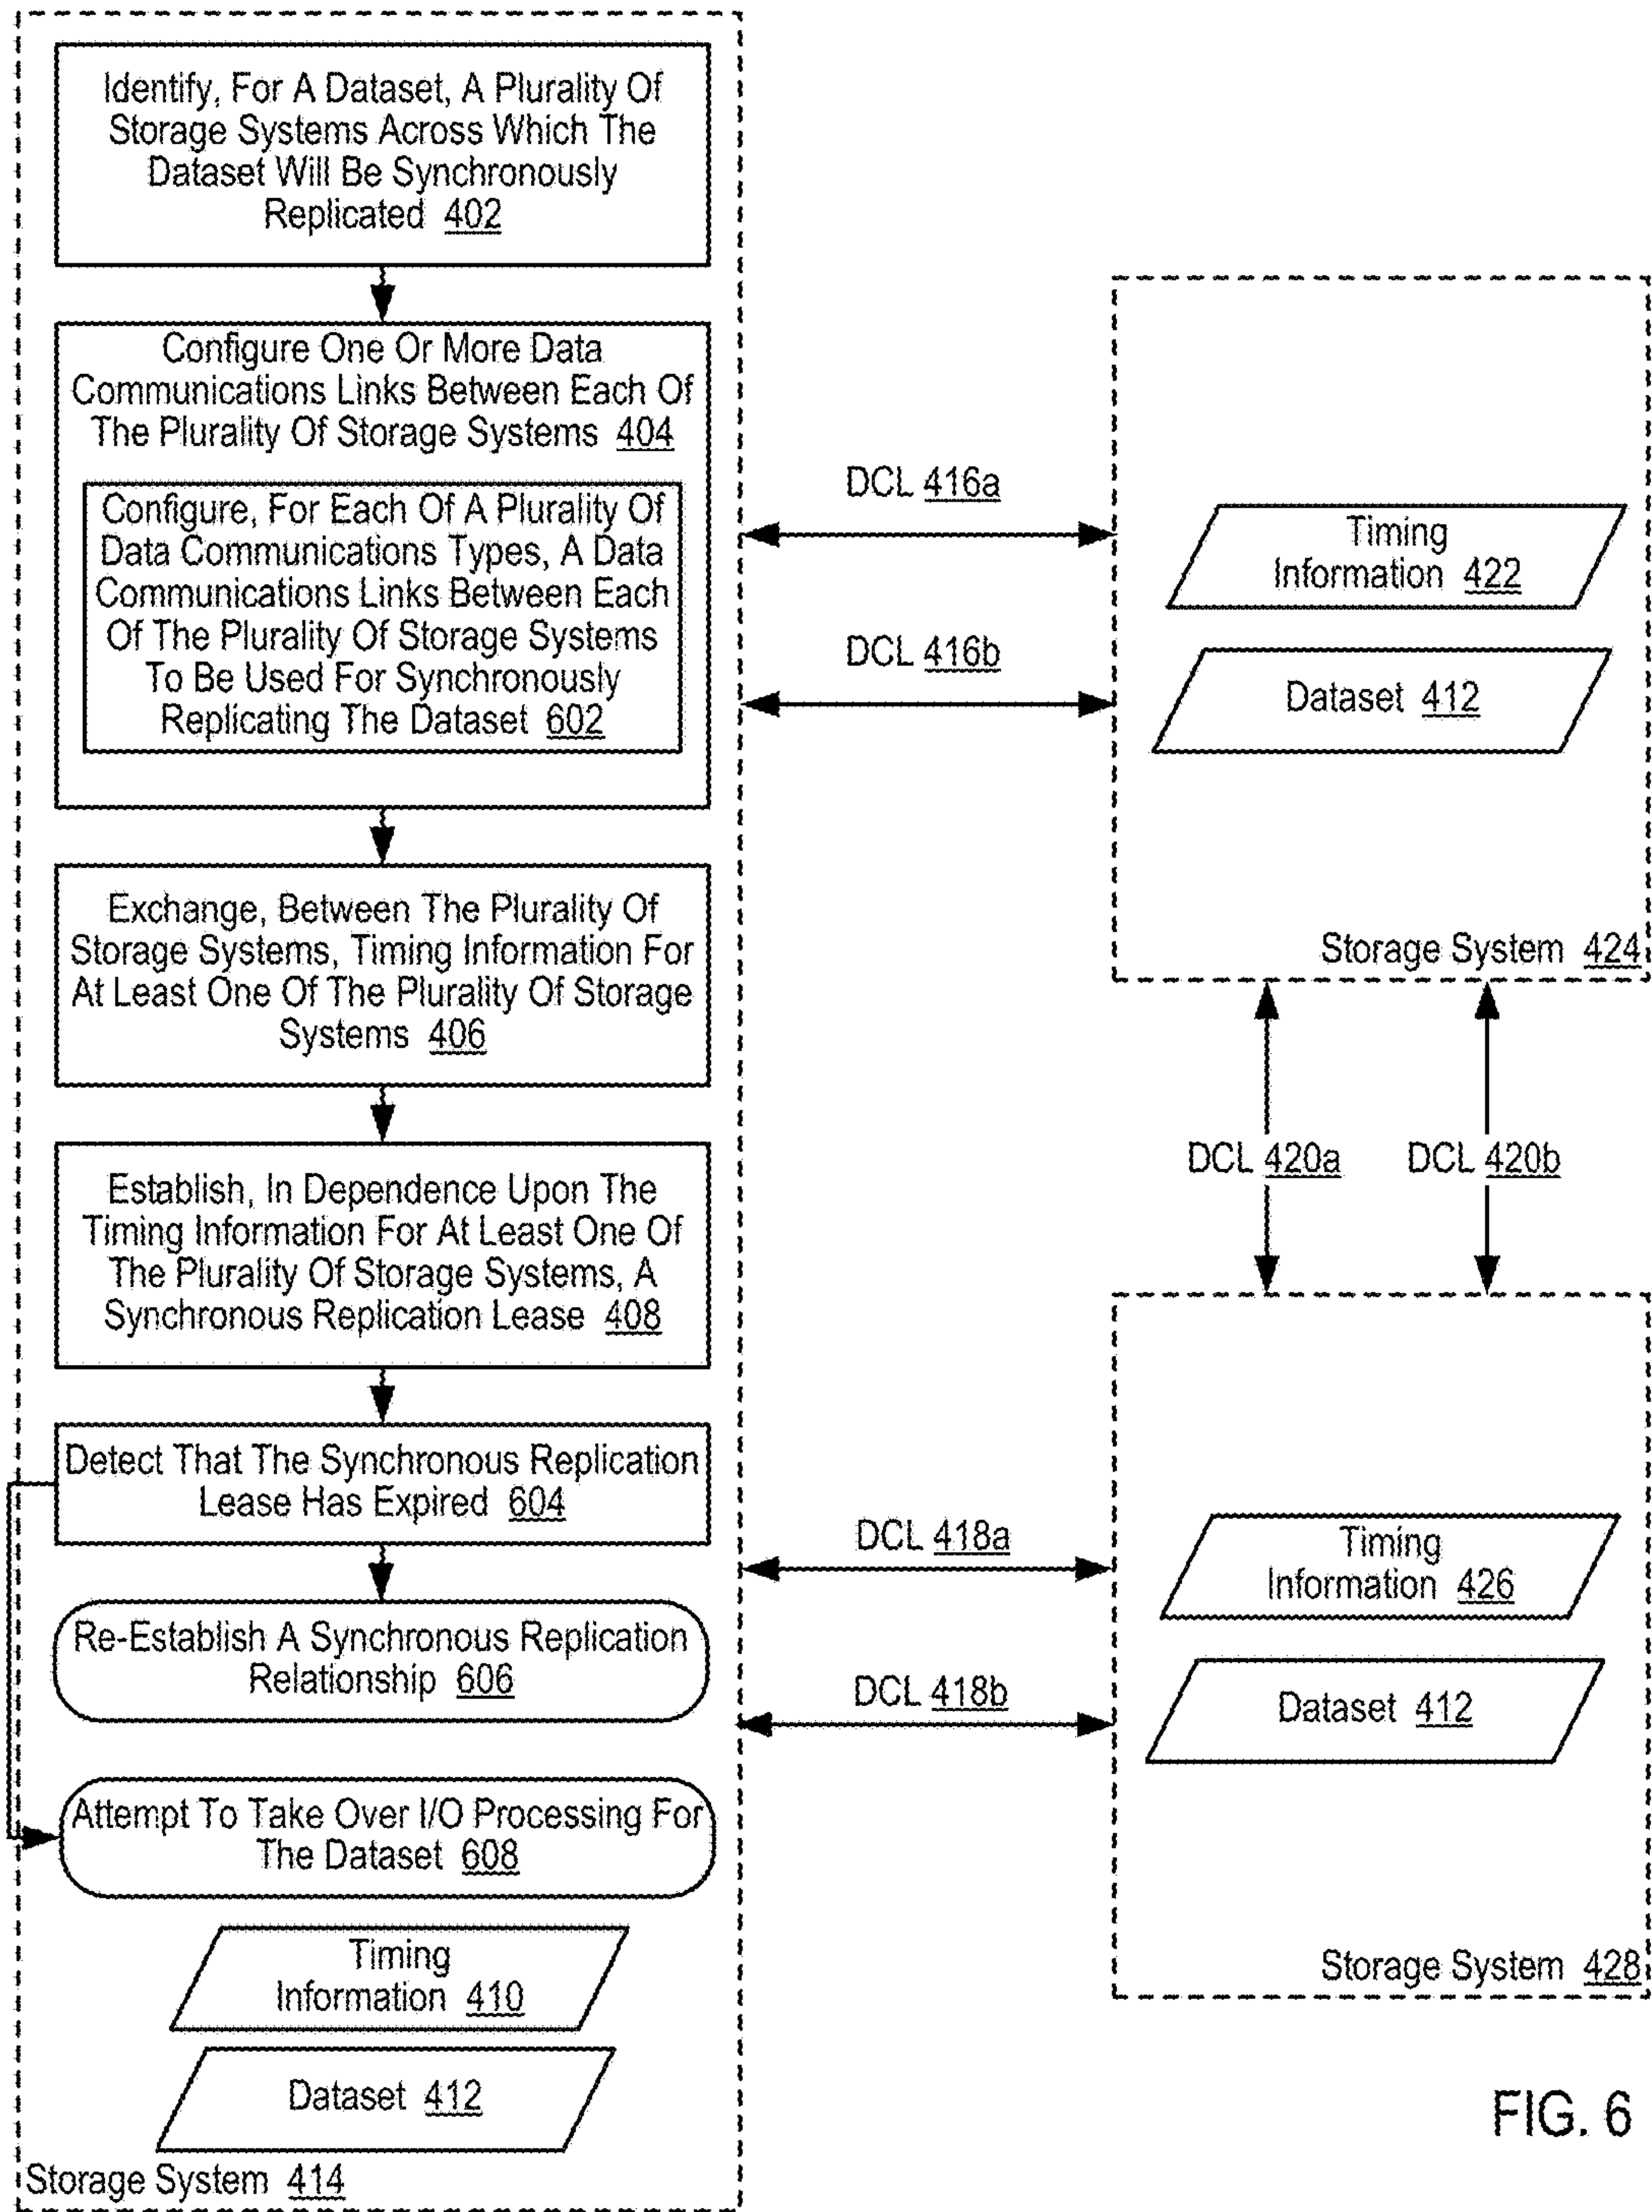 Identify, For A Dataset, A Plurality Of
Storage Systems Across Which The
Dataset Will Be Synchronously
Replicated 402
Configure One Or More Data
Communications Links Between Each Of
The Plurality Of Storage Systems 404
Configure, For Each Of A Plurality Of
Data Communications Types, A Data
Communications Links Between Each
Of The Plurality Of Storage Systems
To Be Used For Synchronously
Replicating The Dataset 602
Exchange, Between The Plurality Of
Storage Systems, Timing Information For
At Least One Of The Plurality Of Storage
Systems 406
Establish, In Dependence Upon The
Timing Information For At Least One Of
The Plurality Of Storage Systems, A
Synchronous Replication Lease 408
Detect That The Synchronous Replication
Lease Has Expired 604
Re-Establish A Synchronous Replication
Relationship 606
Attempt To Take Over I/O Processing For
The Dataset 608
Timing
Information 410
Dataset 412
Storage System 414
DCL 416a
DCL 416b
Timing
Information 422
Dataset 412
Storage System 424
DCL 420a
DCL 420b
DCL 418a
DCL 418b
Timing
Information 426
Dataset 412
Storage System 428
FIG. 6